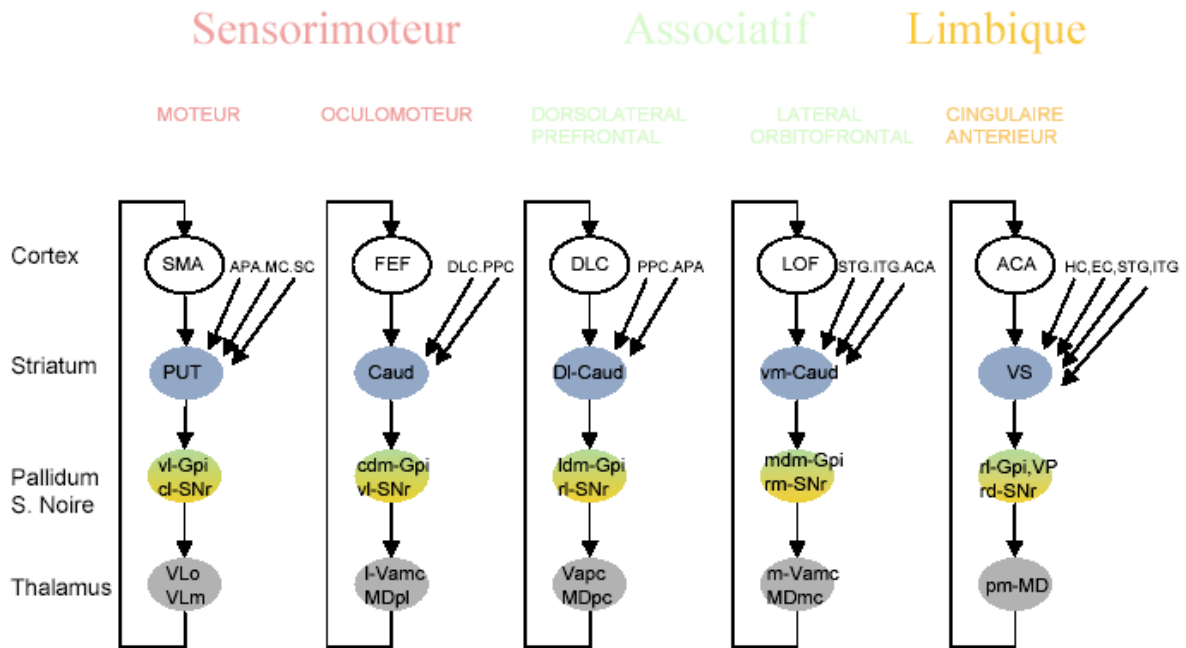 Sensorimoteur Associatif Limbique
MOTEUR OCULOMOTEUR DORSOLATERAL LATERAL CINGULAIRE
PREFRONTAL ORBITOFRONTAL ANTERIEUR
Cortex SMA APA.MC.SC FEF DLC.PPC DLC PPC.APA LOF STG.ITG.ACA ACA HC,EC,STG,ITG
Striatum PUT Caud Dl-Caud vm-Caud VS
Pallidum vl-Gpi cdm-Gpi ldm-Gpi mdm-Gpi rl-Gpi,VP
S. Noire cl-SNr vl-SNr rl-SNr rm-SNr rd-SNr
Thalamus VLo l-Vamc Vapc m-Vamc pm-MD
VLm MDpl MDpc MDmc